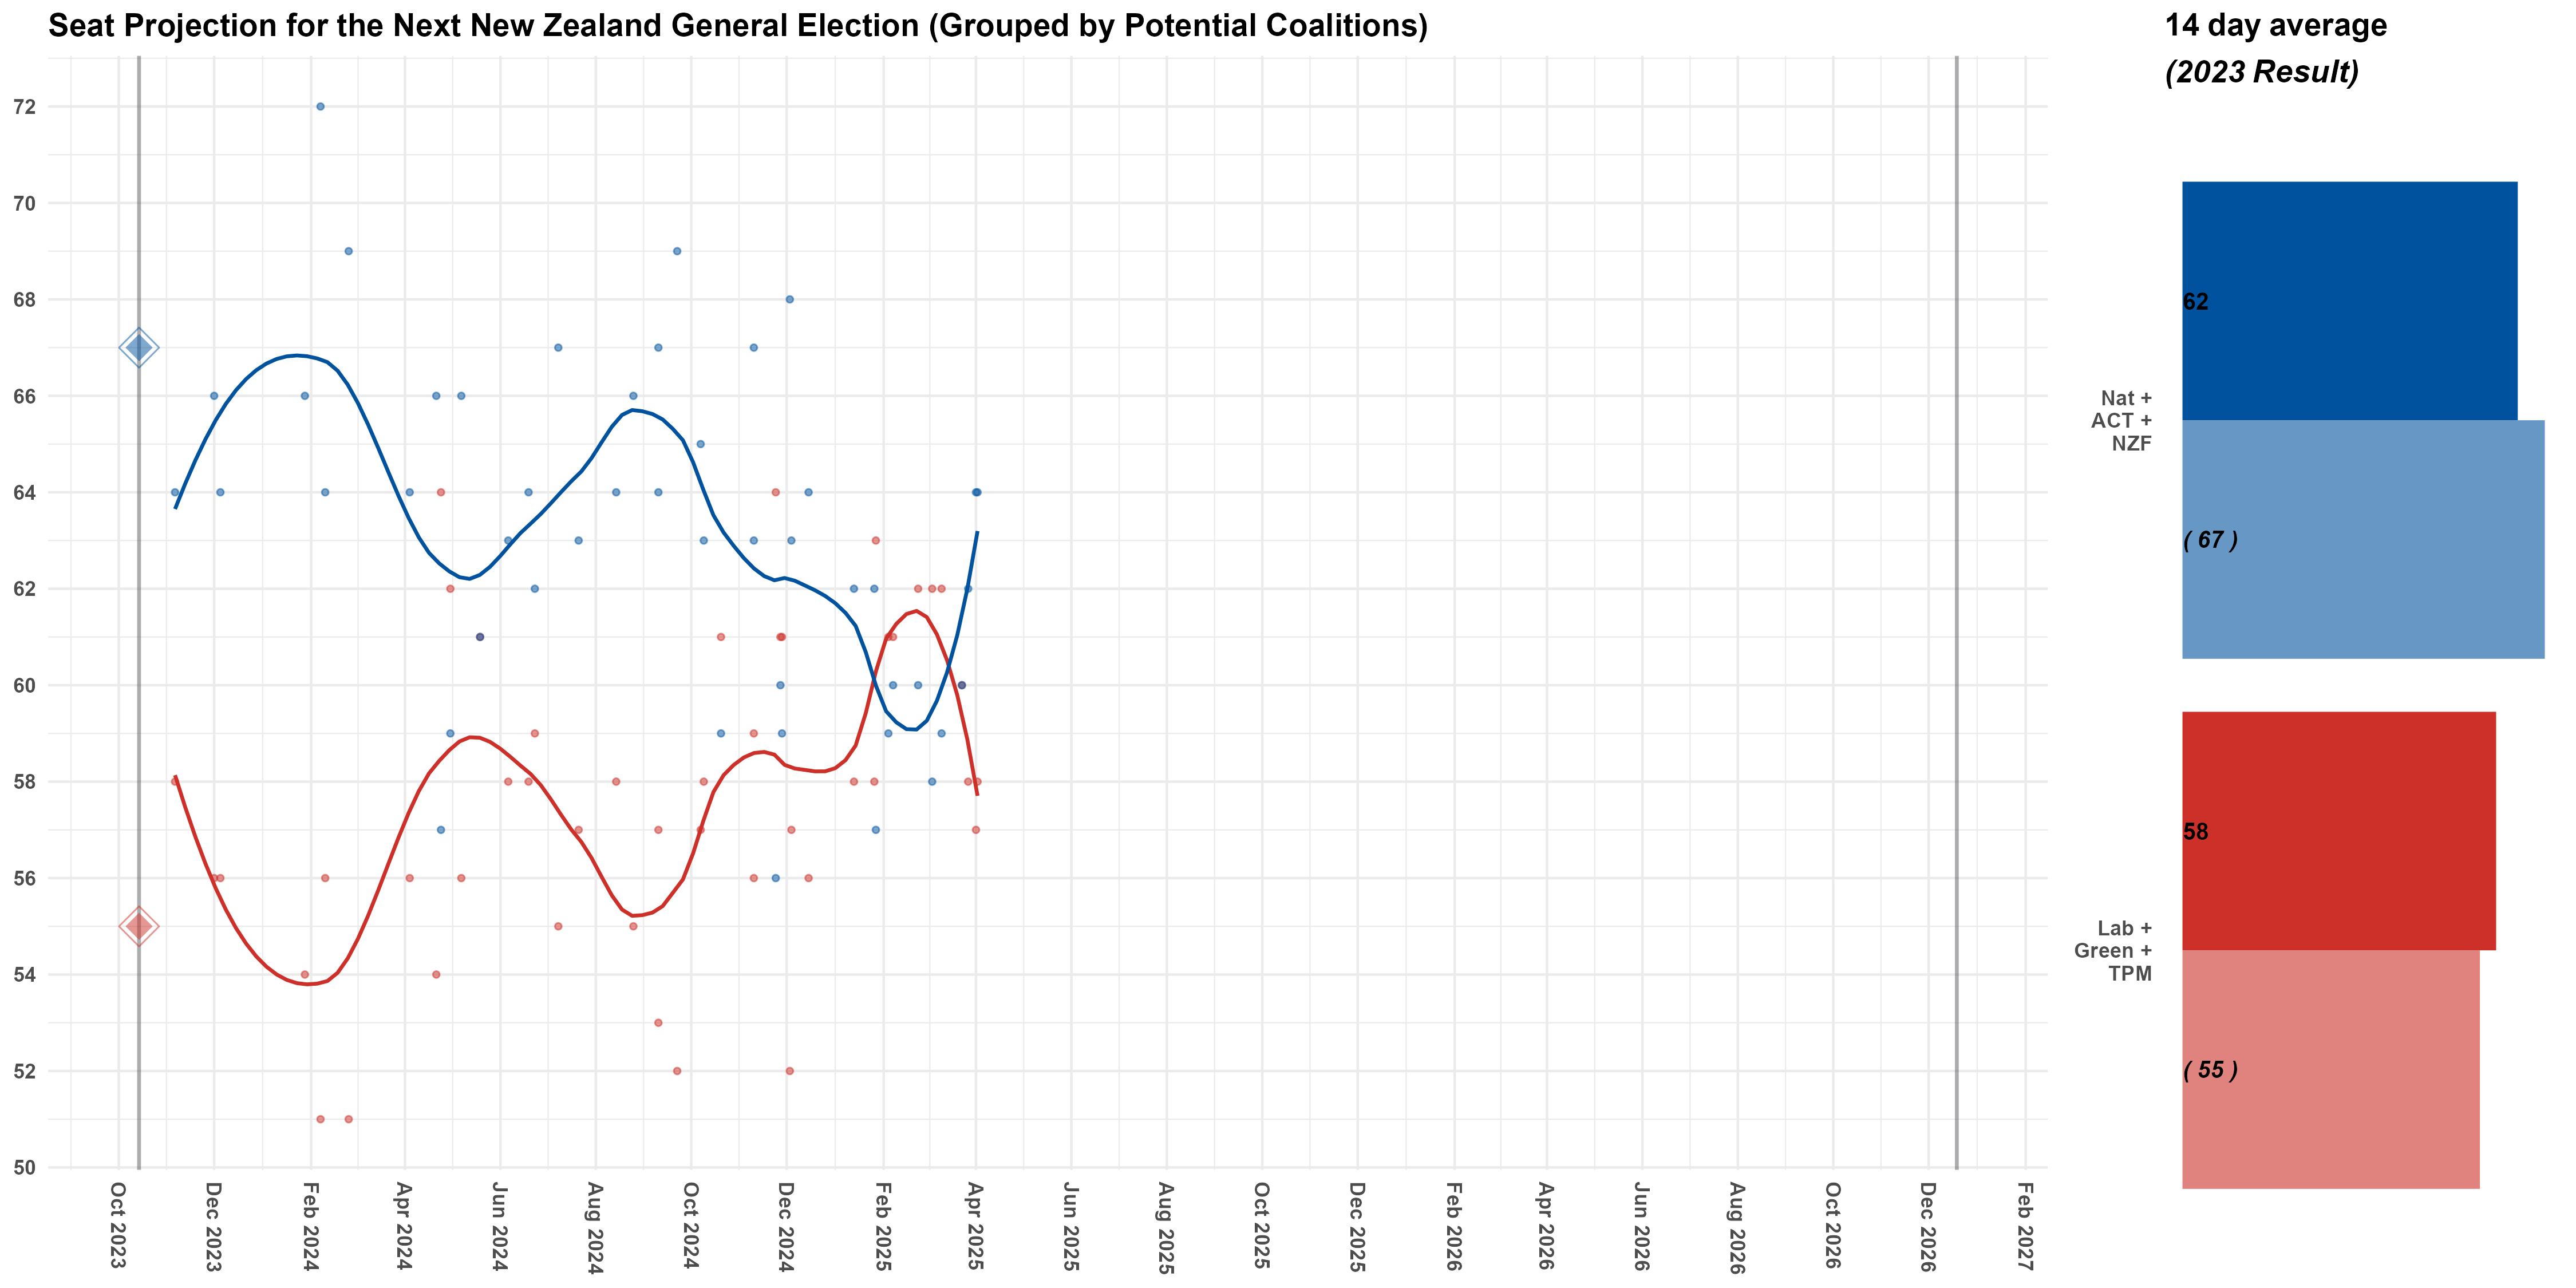 Seat Projection for the Next New Zealand General Election (Grouped by Potential Coalitions)
72
70
68
66
64
62
60
58
56
54
52
50
Oct 2023
Dec 2023
Feb 2024
Apr 2024
Jun 2024
Aug 2024
Oct 2024
Dec 2024
Feb 2025
Apr 2025
Jun 2025
Aug 2025
Oct 2025
Dec 2025
Feb 2026
Apr 2026
Jun 2026
Aug 2026
Oct 2026
Dec 2026
Feb 2027
14 day average
(2023 Result)
Nat +
ACT +
NZF
62
( 67 )
Lab +
Green +
TPM
58
( 55 )